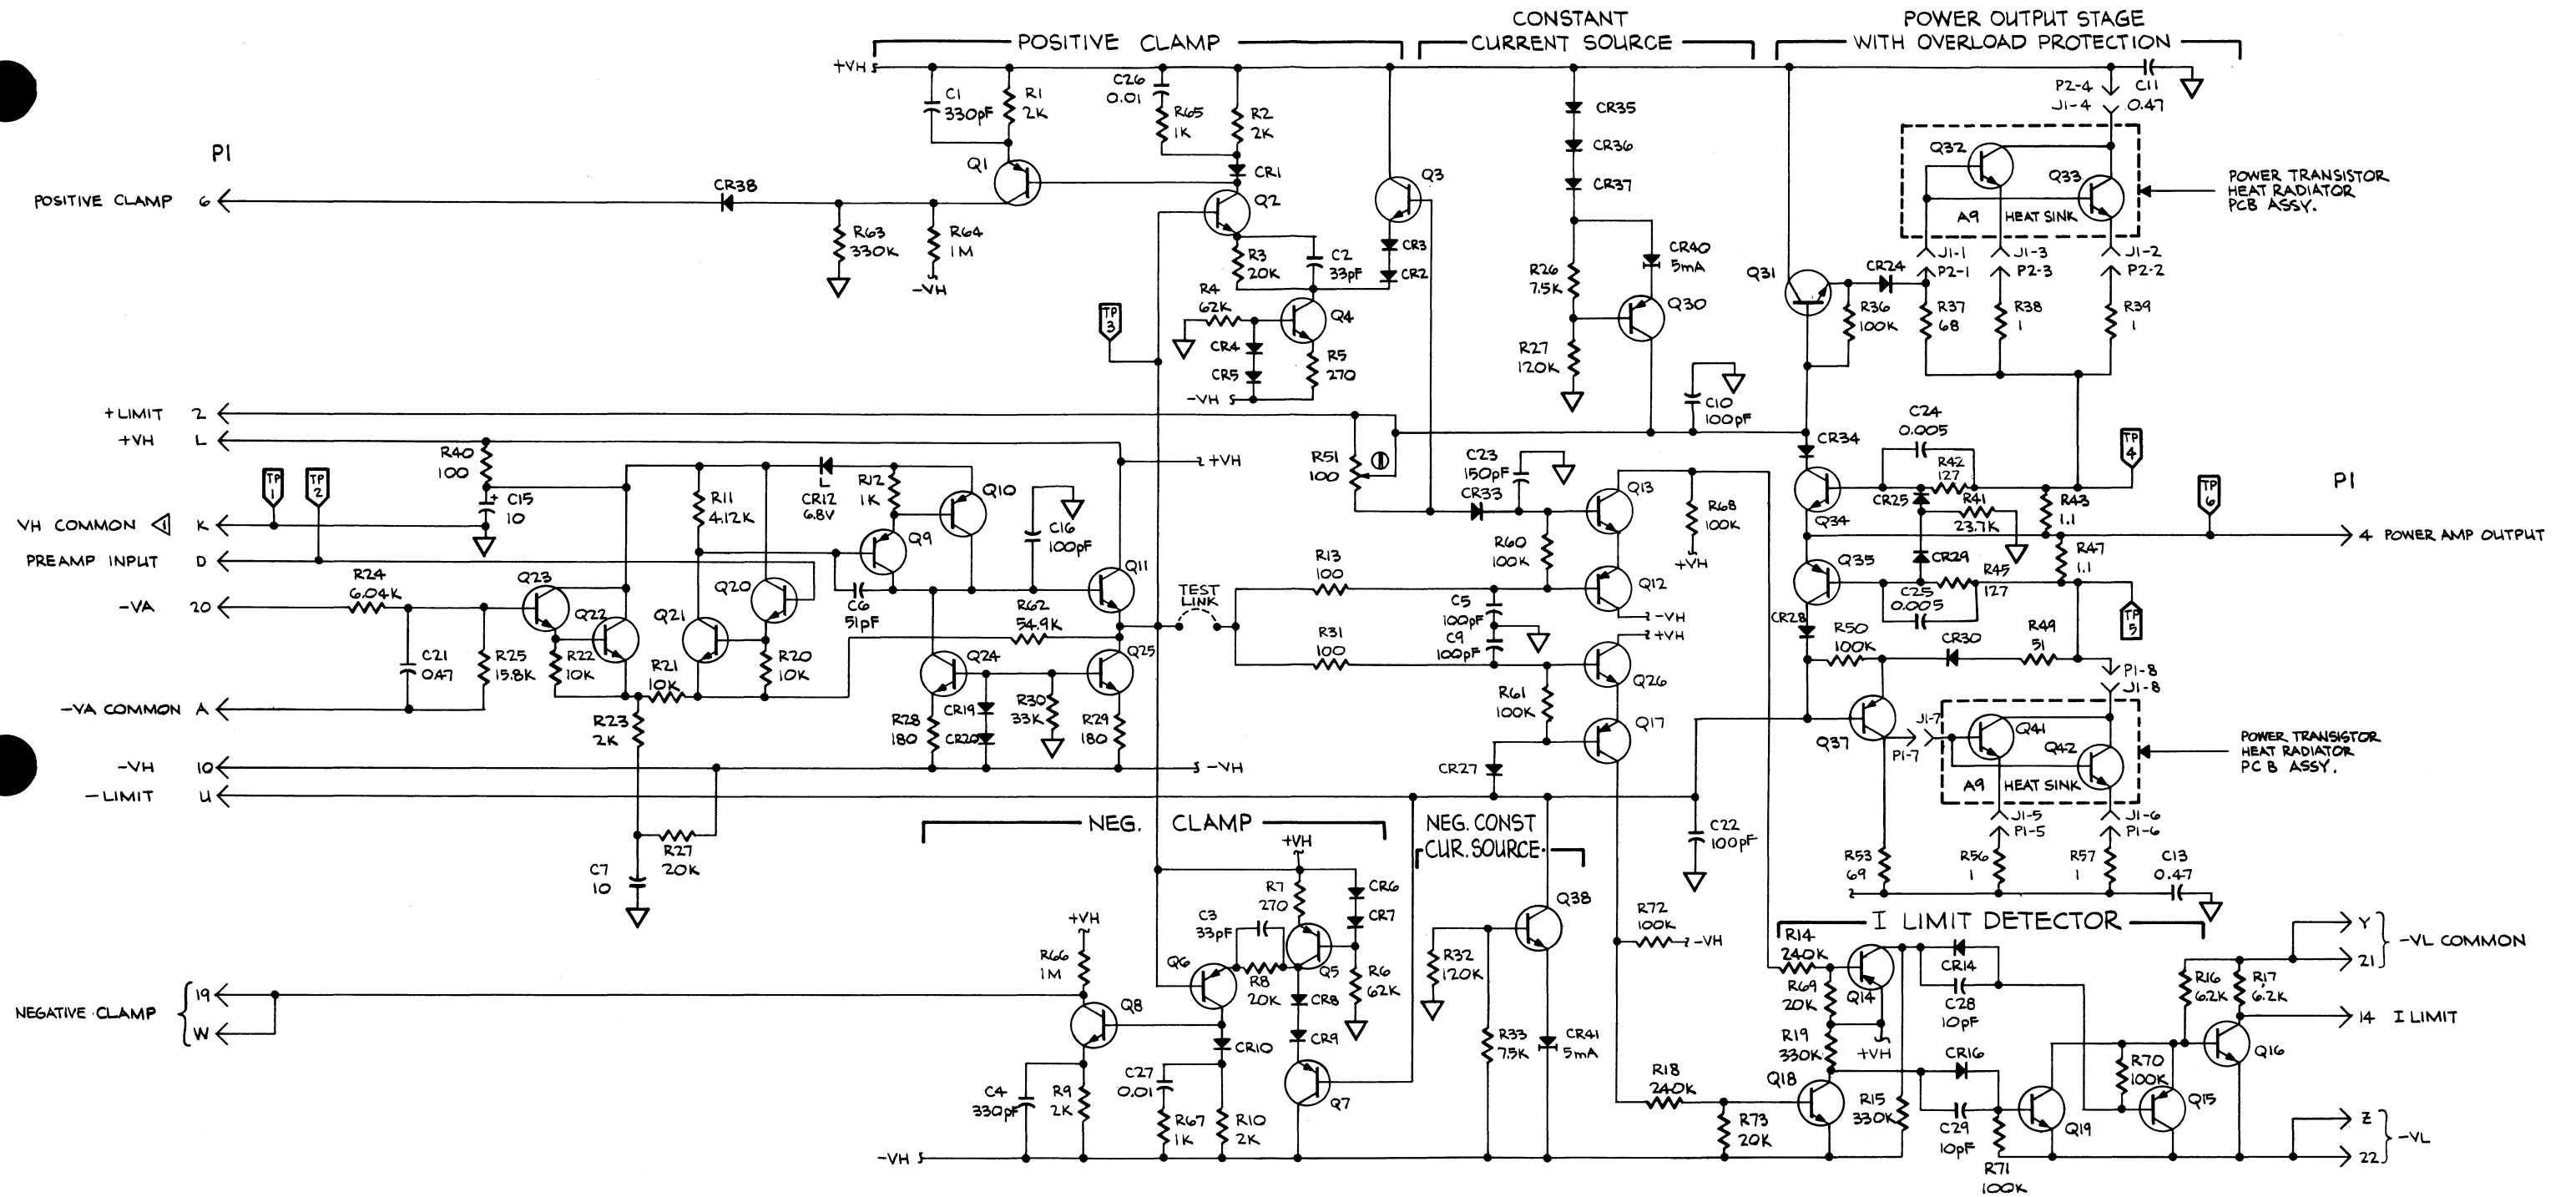 POSITIVE CLAMP
CONSTANT
CURRENT SOURCE
POWER OUTPUT STAGE
WITH OVERLOAD PROTECTION
+VH
C1
330pF
R1
2K
C26
0.01
R65
1K
R2
2K
CR1
Q1
Q2
Q3
CR35
CR36
CR37
P2-4
J1-4
C11
0.47
Q32
Q33
A9
HEAT SINK
POWER TRANSISTOR
HEAT RADIATOR
PCB ASSY.
P1
POSITIVE CLAMP 6
CR38
R63
330K
R64
1M
-VH
R3
20K
C2
33pF
CR3
CR2
R4
62K
Q4
CR4
CR5
R5
270
-VH
R26
7.5K
CR40
5mA
Q30
R27
120K
Q31
CR24
J1-1
P2-1
J1-3
P2-3
J1-2
P2-2
R36
100K
R37
68
R38
1
R39
1
TP
3
C10
100pF
+LIMIT 2
+VH L
R40
100
TP
1
TP
2
C15
10
+
VH COMMON 1 K
PREAMP INPUT D
-VA 20
-VA COMMON A
-VH 10
-LIMIT U
R24
6.04K
C21
047
R25
15.8K
Q23
Q22
R22
10K
R21
10K
Q21
Q20
R20
10K
R11
4.12K
CR12
6.8V
R12
1K
Q10
Q9
C6
51pF
C16
100pF
Q11
+VH
R62
54.9K
Q24
Q25
CR19
CR20
R28
180
R30
33K
R29
180
-VH
R23
2K
R27
20K
C7
10
TEST
LINK
R13
100
R31
100
R51
100
C23
150pF
CR33
R60
100K
Q13
Q12
R68
100K
+VH
-VH
+VH
C5
100pF
C9
100pF
R61
100K
Q26
Q17
CR27
CR34
C24
0.005
R42
127
CR25
R41
23.7K
R43
1.1
TP
4
TP
6
P1
4 POWER AMP OUTPUT
Q34
Q35
CR29
R47
1.1
R45
127
C25
0.005
TP
5
CR28
R50
100K
CR30
R49
51
P1-8
J1-8
Q37
J1-7
P1-7
Q41
Q42
A9
HEAT SINK
POWER TRANSISTOR
HEAT RADIATOR
PC B ASSY.
J1-5
P1-5
J1-6
P1-6
R53
69
R56
1
R57
1
C13
0.47
NEG. CLAMP
NEG. CONST
CUR. SOURCE
C22
100pF
+VH
R7
270
CR6
CR7
C3
33pF
Q6
R8
20K
Q5
R6
62K
CR8
CR9
Q7
+VH
R66
1M
Q8
CR10
C27
0.01
R67
1K
R10
2K
C4
330pF
R9
2K
-VH
NEGATIVE CLAMP
19
W
Q38
R32
120K
R33
7.5K
CR41
5mA
R72
100K
-VH
R18
240K
R73
20K
I LIMIT DETECTOR
R14
240K
R69
20K
Q14
R19
330K
+VH
CR14
C28
10pF
CR16
Q18
R15
330K
C29
10pF
R71
100K
Q19
R70
100K
Q15
Q16
R16
6.2K
R17
6.2K
Y
21
-VL COMMON
14 I LIMIT
Z
22
-VL